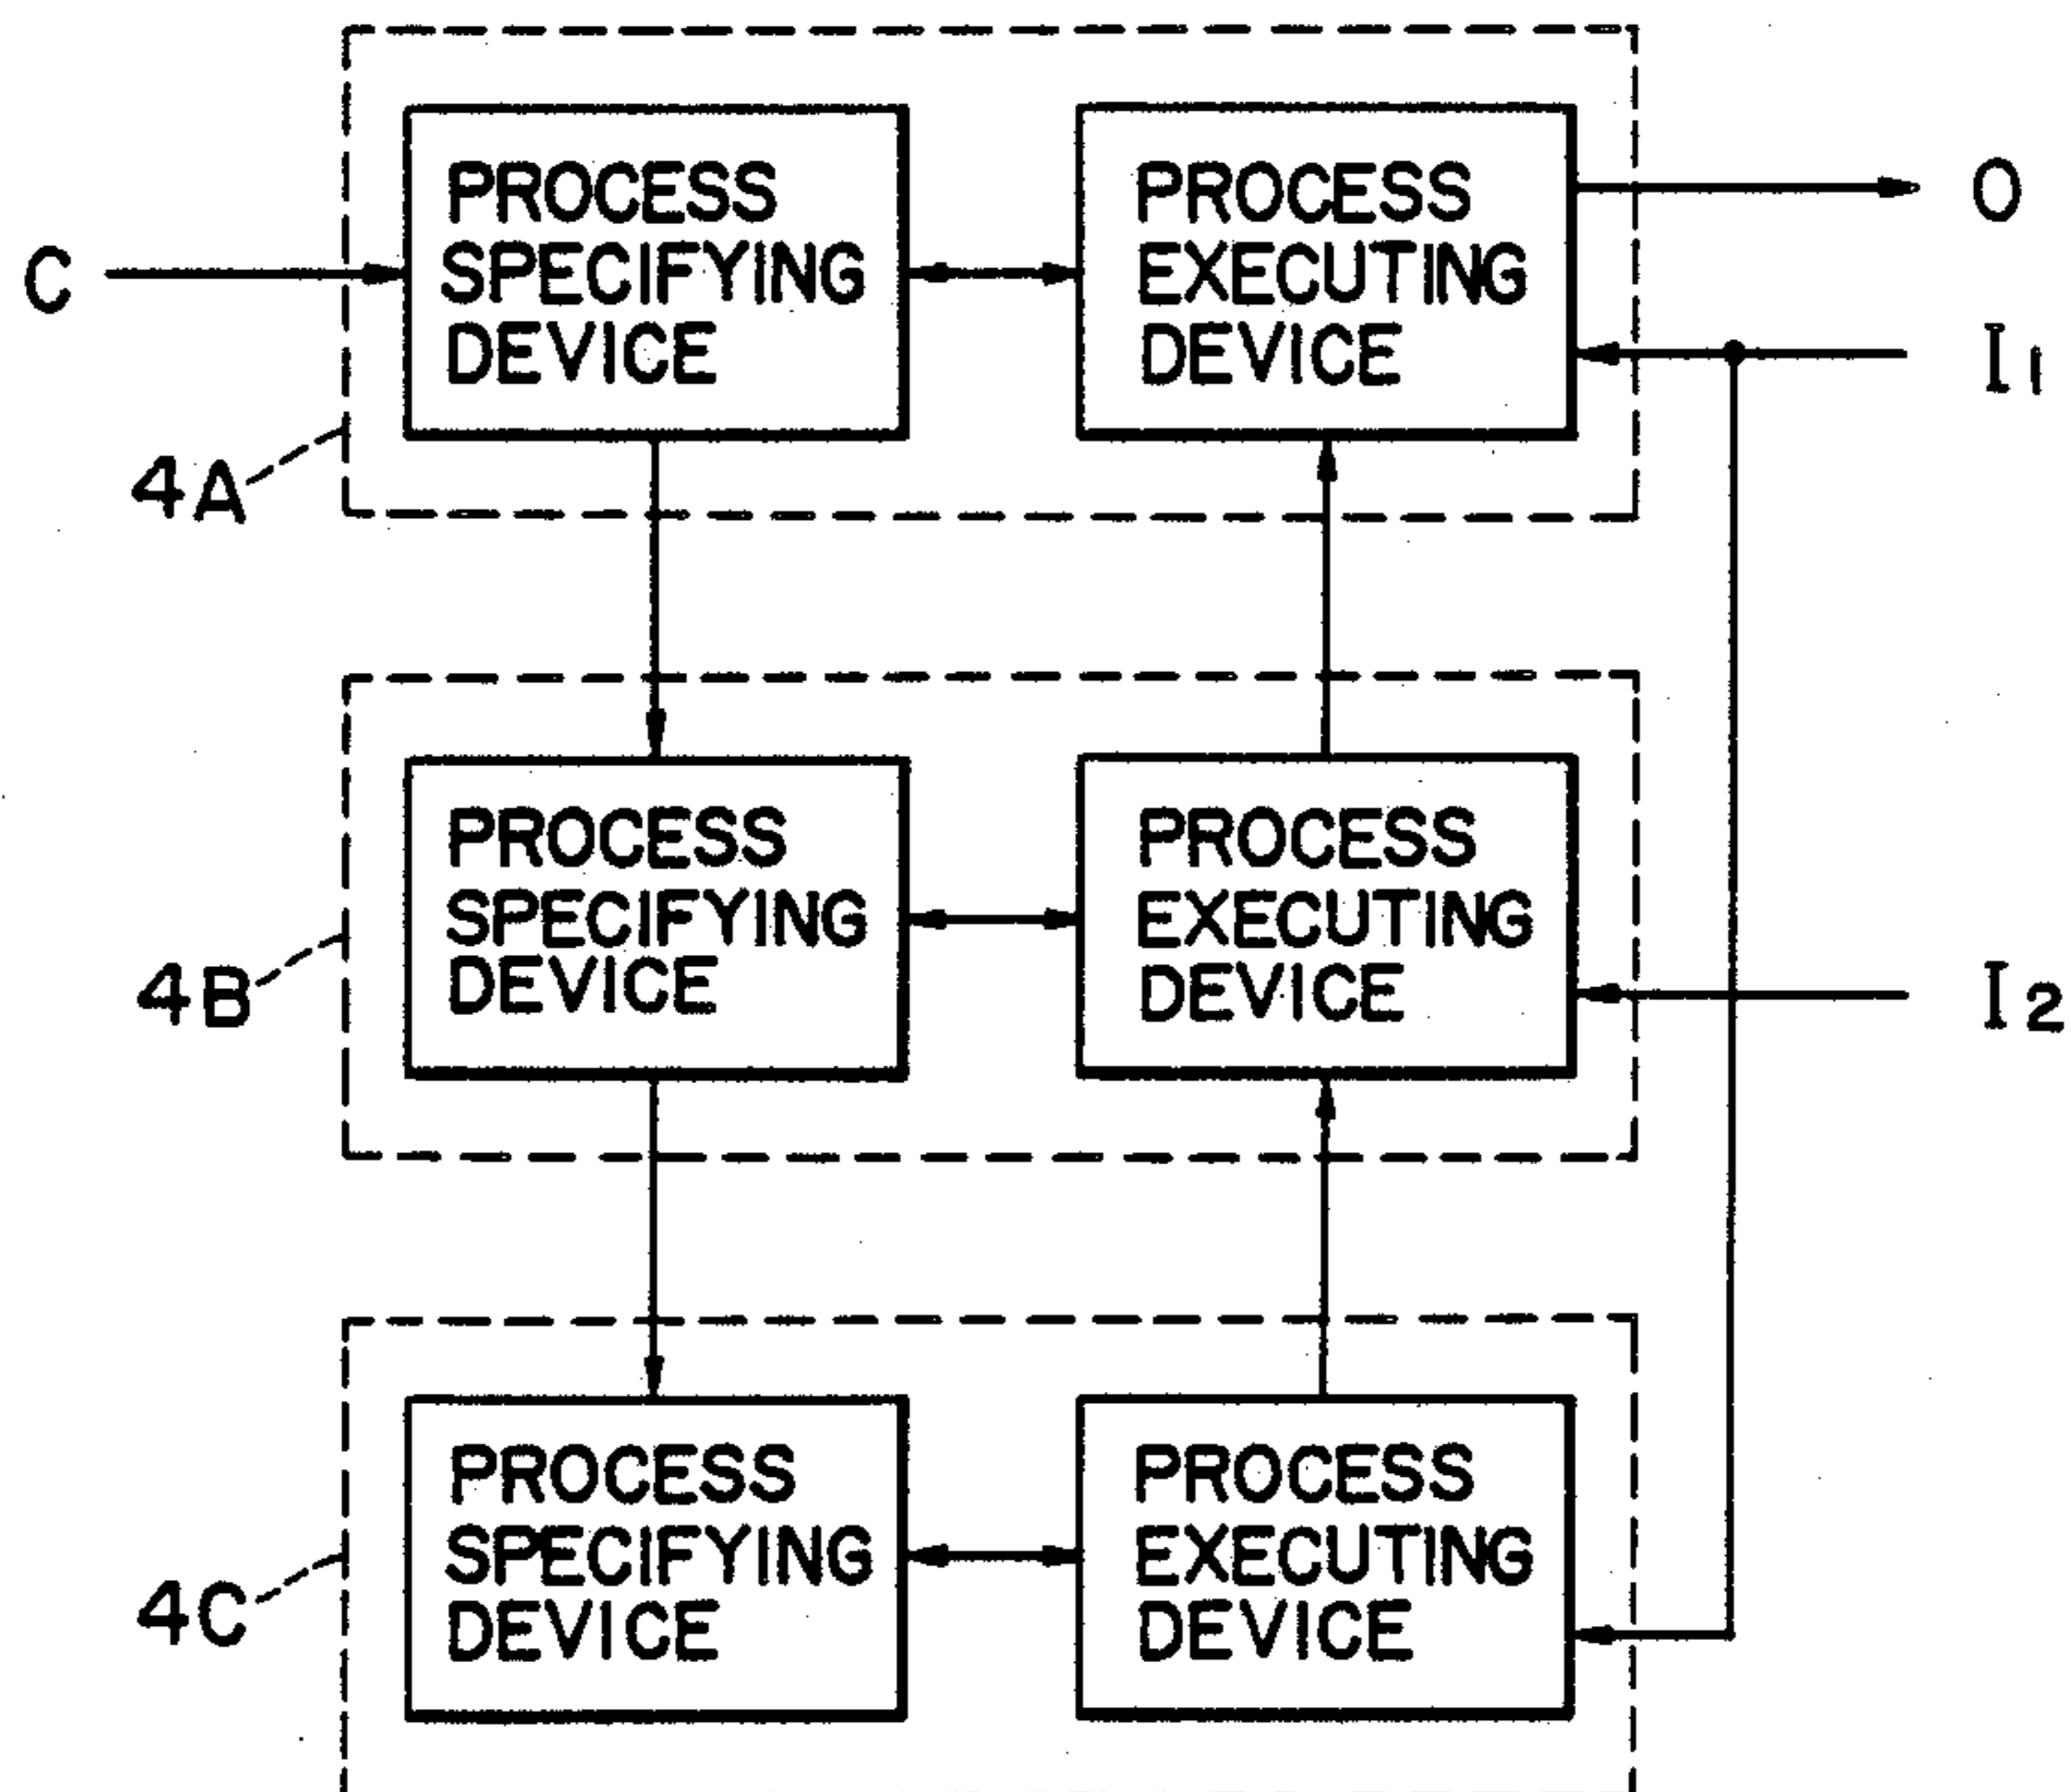 PROCESS
SPECIFYING
DEVICE
PROCESS
EXECUTING
DEVICE
O
C
I1
4A
PROCESS
SPECIFYING
DEVICE
PROCESS
EXECUTING
DEVICE
4B
I2
PROCESS
SPECIFYING
DEVICE
PROCESS
EXECUTING
DEVICE
4C